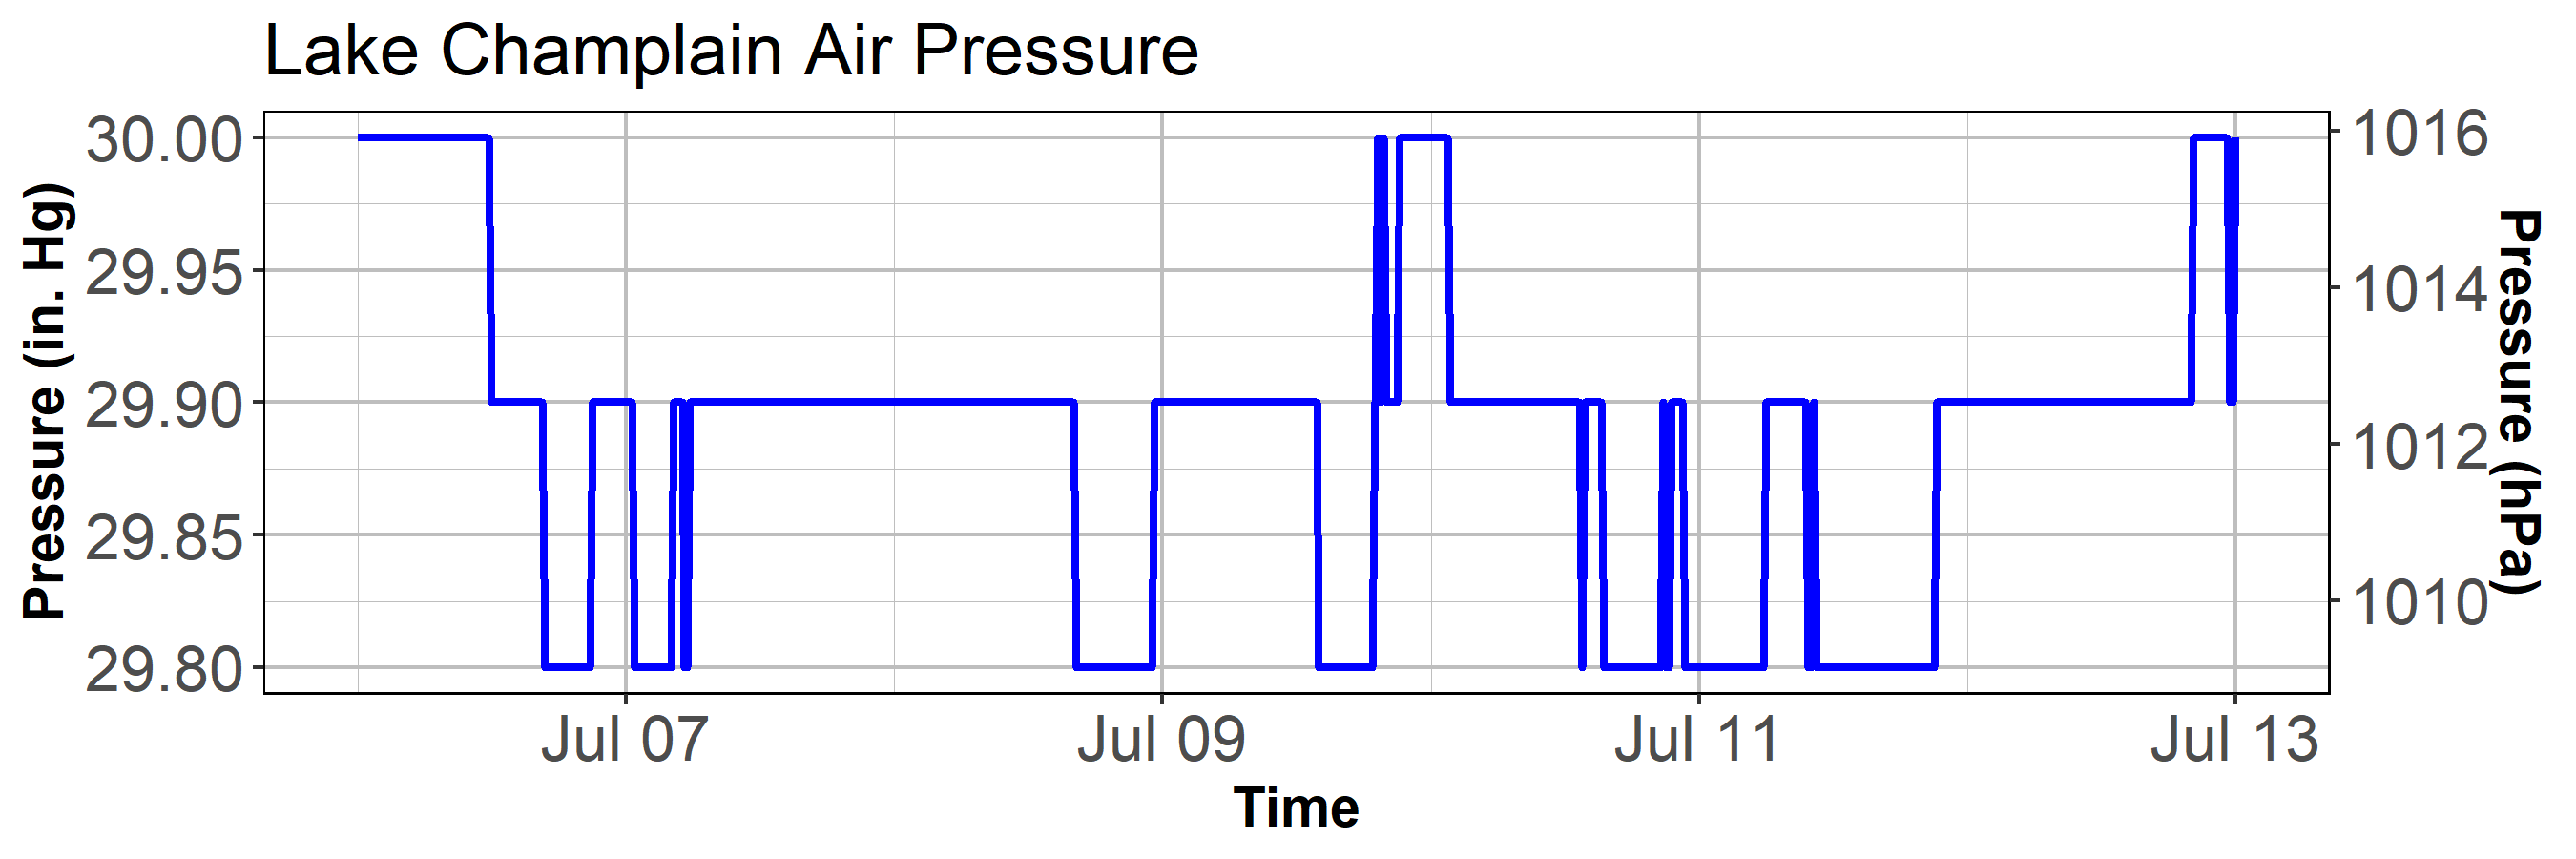 Lake Champlain Air Pressure
Pressure (in. Hg)
30.00
29.95
29.90
29.85
29.80
1016
1014
1012
1010
Pressure (hPa)
Jul 07 Jul 09 Jul 11 Jul 13
Time